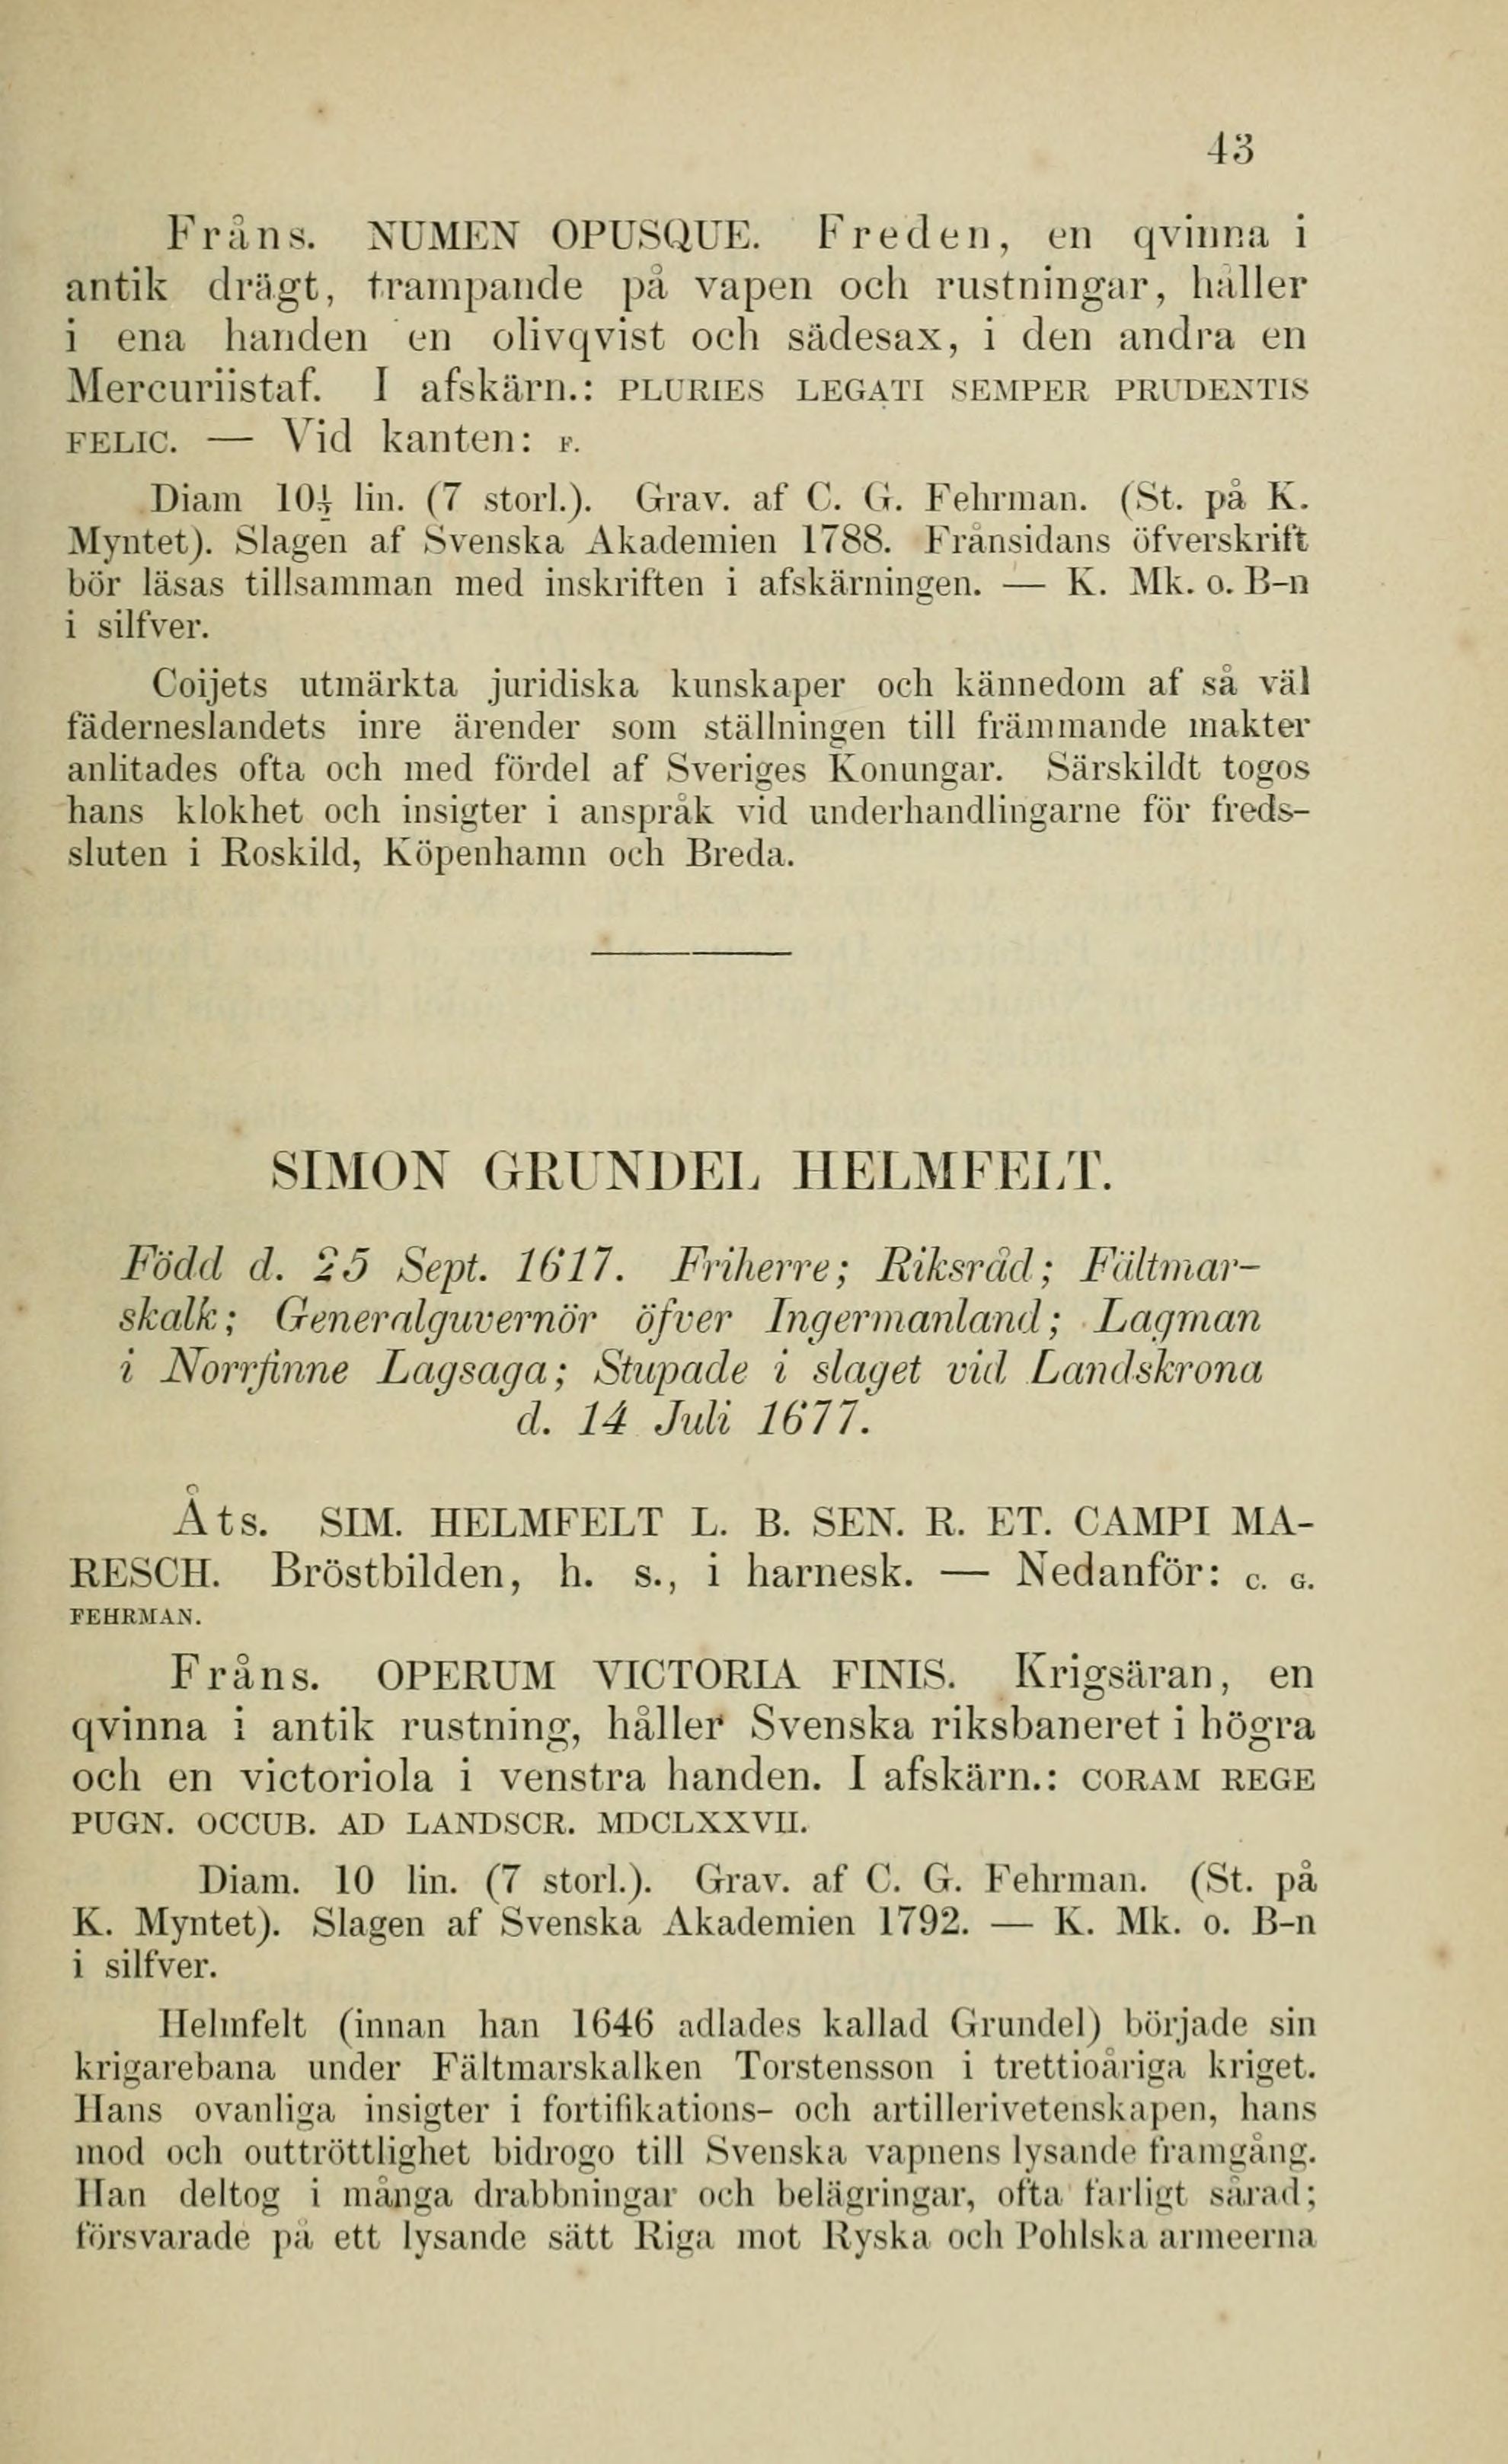 43
Fråns. NUMEN OPUSQUE. Freden, en qvinna i
antik drägt, trampande på vapen och rustningar, håller
i ena handen en olivqvist och sädesax, i den andra en
Mercuriistaf. I afskärn.: PLURIES LEGATI SEMPER PRUDENTIS
FELIC. — Vid kanten: F.
Diam 10½ lin. (7 storl.). Grav. af C. G. Fehrman. (St. på K.
Myntet). Slagen af Svenska Akademien 1788. Frånsidans öfverskrift
bör läsas tillsamman med inskriften i afskärningen. — K. Mk. o. B-n
i silfver.
Coijets utmärkta juridiska kunskaper och kännedom af så väl
fäderneslandets inre ärender som ställningen till främmande makter
anlitades ofta och med fördel af Sveriges Konungar. Särskildt togos
hans klokhet och insigter i anspråk vid underhandlingarne för freds-
sluten i Roskild, Köpenhamn och Breda.
SIMON GRUNDEL HELMFELT.
Född d. 25 Sept. 1617. Friherre; Riksråd; Fältmar-
skalk; Generalguvernör öfver Ingermanland; Lagman
i Norrfinne Lagsaga; Stupade i slaget vid Landskrona
d. 14 Juli 1677.
Åts. SIM. HELMFELT L. B. SEN. R. ET. CAMPI MA-
RESCH. Bröstbilden, h. s., i harnesk. — Nedanför: C. G.
FEHRMAN.
Fråns. OPERUM VICTORIA FINIS. Krigsäran, en
qvinna i antik rustning, håller Svenska riksbaneret i högra
och en victoriola i venstra handen. I afskärn.: CORAM REGE
PUGN. OCCUB. AD LANDSCR. MDCLXXVII.
Diam. 10 lin. (7 storl.). Grav. af C. G. Fehrman. (St. på
K. Myntet). Slagen af Svenska Akademien 1792. — K. Mk. o. B-n
i silfver.
Helmfelt (innan han 1646 adlades kallad Grundel) började sin
krigarebana under Fältmarskalken Torstensson i trettioåriga kriget.
Hans ovanliga insigter i fortifikations- och artillerivetenskapen, hans
mod och outtröttlighet bidrogo till Svenska vapnens lysande framgång.
Han deltog i många drabbningar och belägringar, ofta farligt sårad;
försvarade på ett lysande sätt Riga mot Ryska och Pohlska armeerna